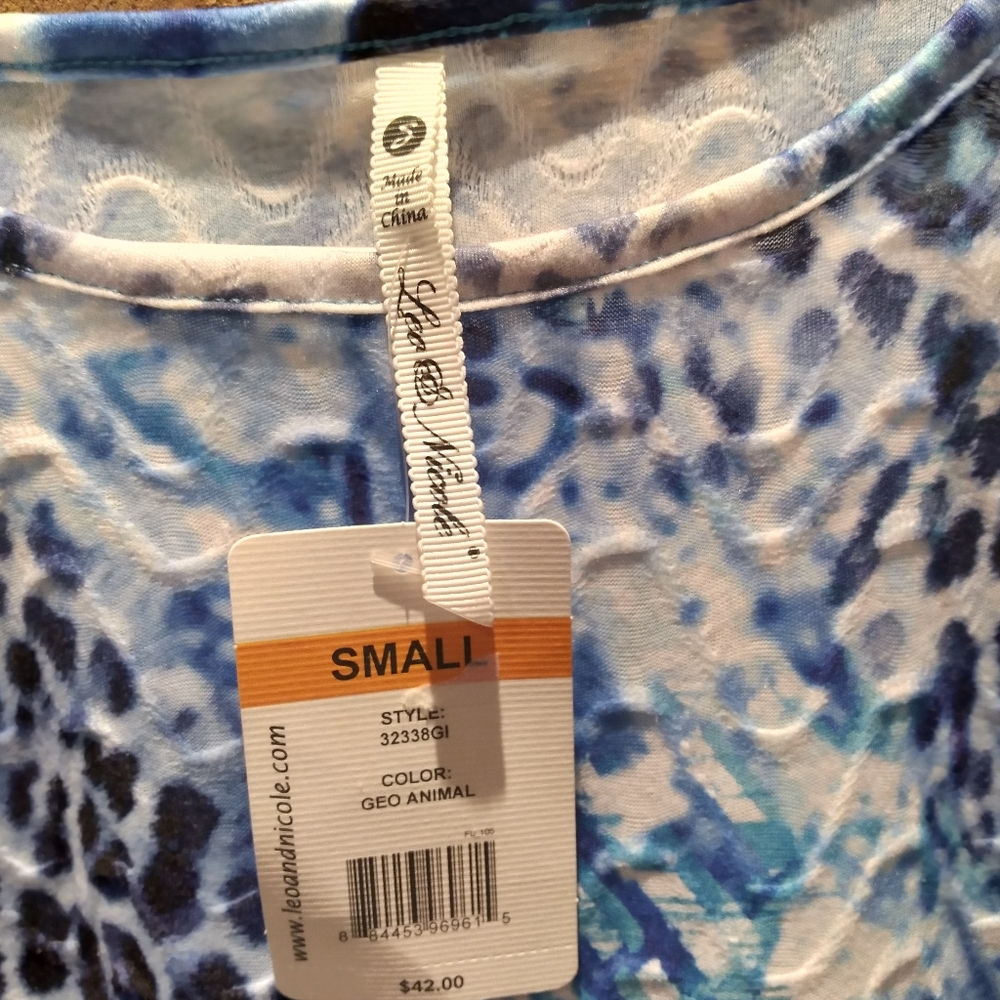 Made
in
China
Leo & Nicole
SMALL
STYLE:
32338GI
COLOR:
GEO ANIMAL
www.leoandnicole.com
FU_105
8 84453 96961 5
$42.00